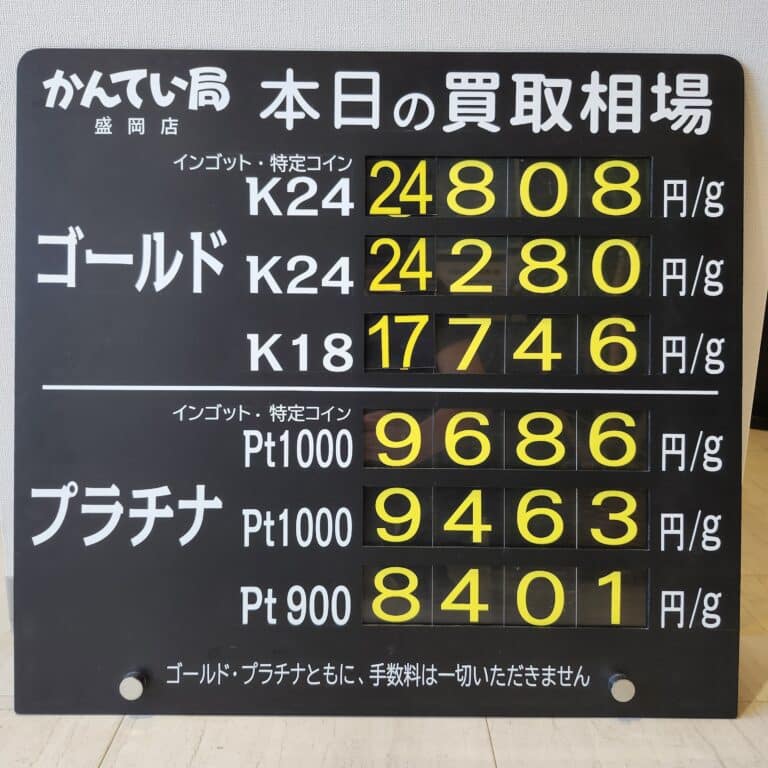 かんてい局
盛岡店
本日の買取相場
ゴールド
インゴット・特定コイン
K24 24808 円/g
K24 24280 円/g
K18 17746 円/g
プラチナ
インゴット・特定コイン
Pt1000 9686 円/g
Pt1000 9463 円/g
Pt900 8401 円/g
ゴールド・プラチナともに、手数料は一切いただきません